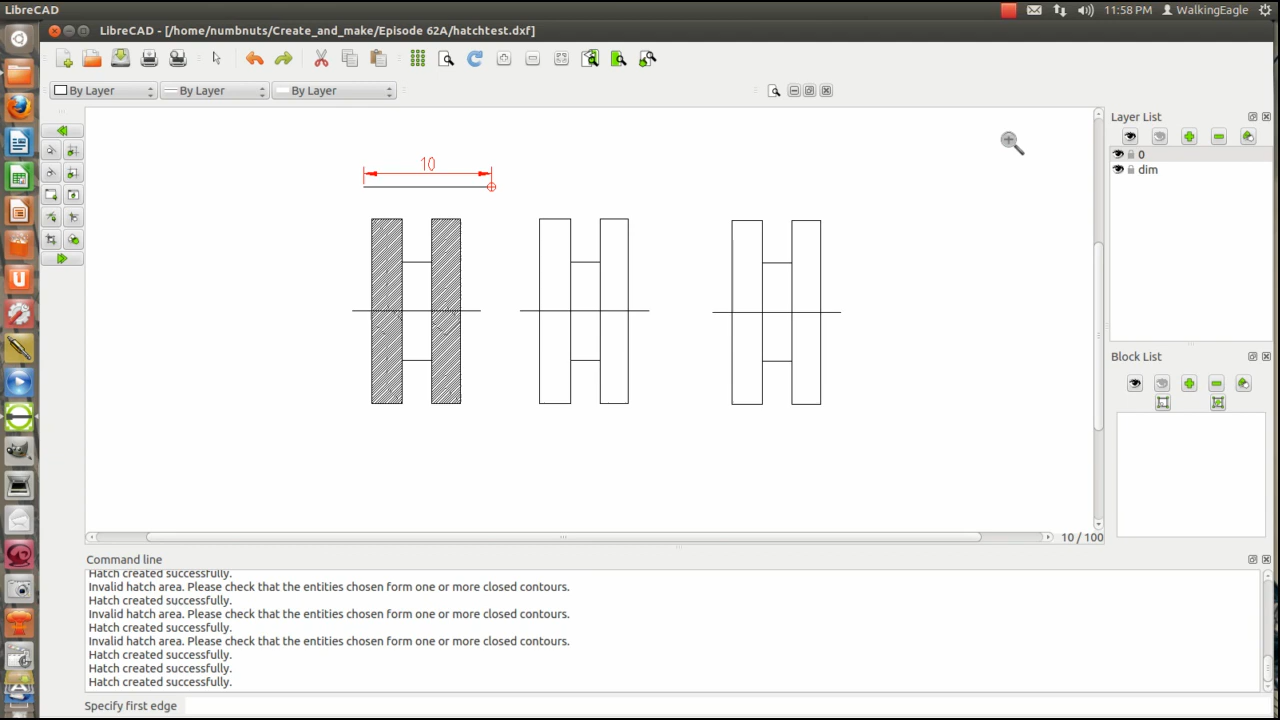 LibreCAD
11:58 PM
WalkingEagle
LibreCAD - [/home/numbnuts/Create_and_make/Episode 62A/hatchtest.dxf]
By Layer
By Layer
By Layer
Layer List
0
dim
10
Block List
10 / 100
Command line
Hatch created successfully.
Invalid hatch area. Please check that the entities chosen form one or more closed contours.
Hatch created successfully.
Invalid hatch area. Please check that the entities chosen form one or more closed contours.
Hatch created successfully.
Invalid hatch area. Please check that the entities chosen form one or more closed contours.
Hatch created successfully.
Hatch created successfully.
Hatch created successfully.
Specify first edge